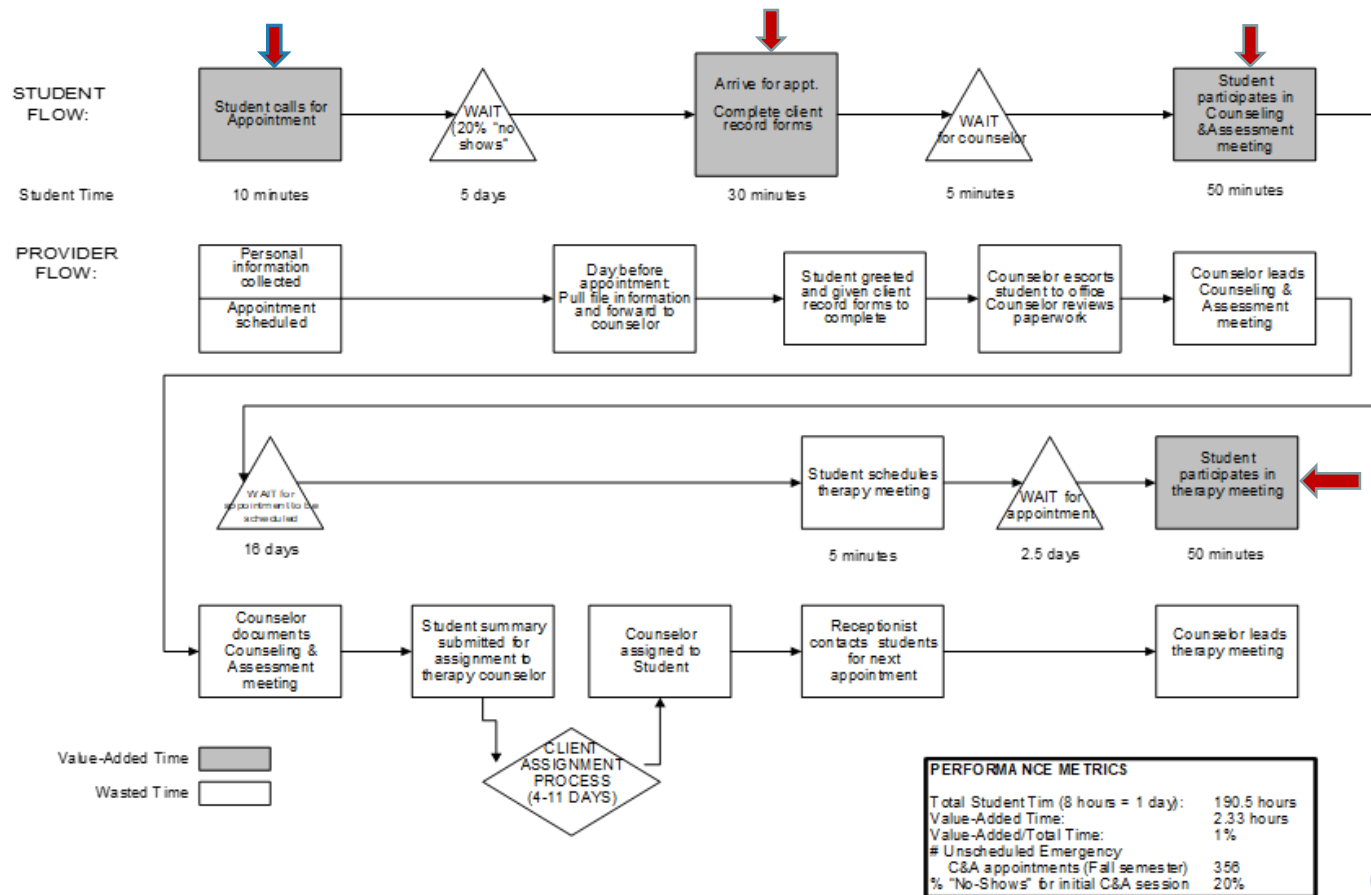 STUDENT
FLOW:
Student calls for
Appointment
WAIT
(20% "no
shows"
Arrive for appt.
Complete client
record forms
WAIT
for counselor
Student
participates in
Counseling
&Assessment
meeting
Student Time
10 minutes
5 days
30 minutes
5 minutes
50 minutes
PROVIDER
FLOW:
Personal
information
collected
Appointment
scheduled
Day before
appointment:
Pull file information
and forward to
counselor
Student greeted
and given client
record forms to
complete
Counselor escorts
student to office
Counselor reviews
paperwork
Counselor leads
Counseling &
Assessment
meeting
WAIT for
appointment to be
scheduled
Student schedules
therapy meeting
WAIT for
appointment
Student
participates in
therapy meeting
16 days
5 minutes
2.5 days
50 minutes
Counselor
documents
Counseling &
Assessment
meeting
Student summary
submitted for
assignment to
therapy counselor
Counselor
assigned to
Student
Receptionist
contacts students
for next
appointment
Counselor leads
therapy meeting
CLIENT
ASSIGNMENT
PROCESS
(4-11 DAYS)
Value-Added Time
Wasted Time
PERFORMANCE METRICS
Total Student Tim (8 hours = 1 day): 190.5 hours
Value-Added Time: 2.33 hours
Value-Added/Total Time: 1%
# Unscheduled Emergency
C&A appointments (Fall semester) 356
% "No-Shows" for initial C&A session 20%